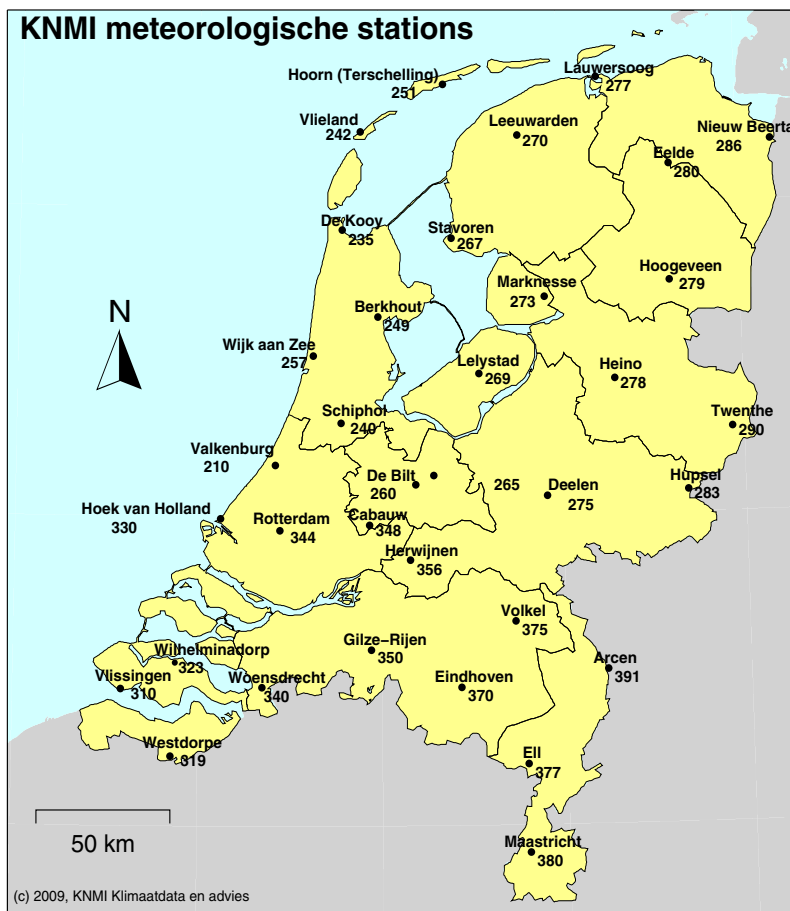 KNMI meteorologische stations
Hoorn (Terschelling)
251
Lauwersoog
277
Vlieland
242
Leeuwarden
270
Nieuw Beerta
286
Eelde
280
De Kooy
235
Stavoren
267
Hoogeveen
279
Marknesse
273
Berkhout
249
N
Wijk aan Zee
257
Lelystad
269
Heino
278
Schiphol
240
Twenthe
290
Valkenburg
210
De Bilt
260
265
Deelen
275
Hupsel
283
Hoek van Holland
330
Rotterdam
344
Cabauw
348
Herwijnen
356
Volkel
375
Gilze−Rijen
350
Wilhelminadorp
323
Arcen
391
Vlissingen
310
Woensdrecht
340
Eindhoven
370
Westdorpe
319
Ell
377
50 km
Maastricht
380
(c) 2009, KNMI Klimaatdata en advies